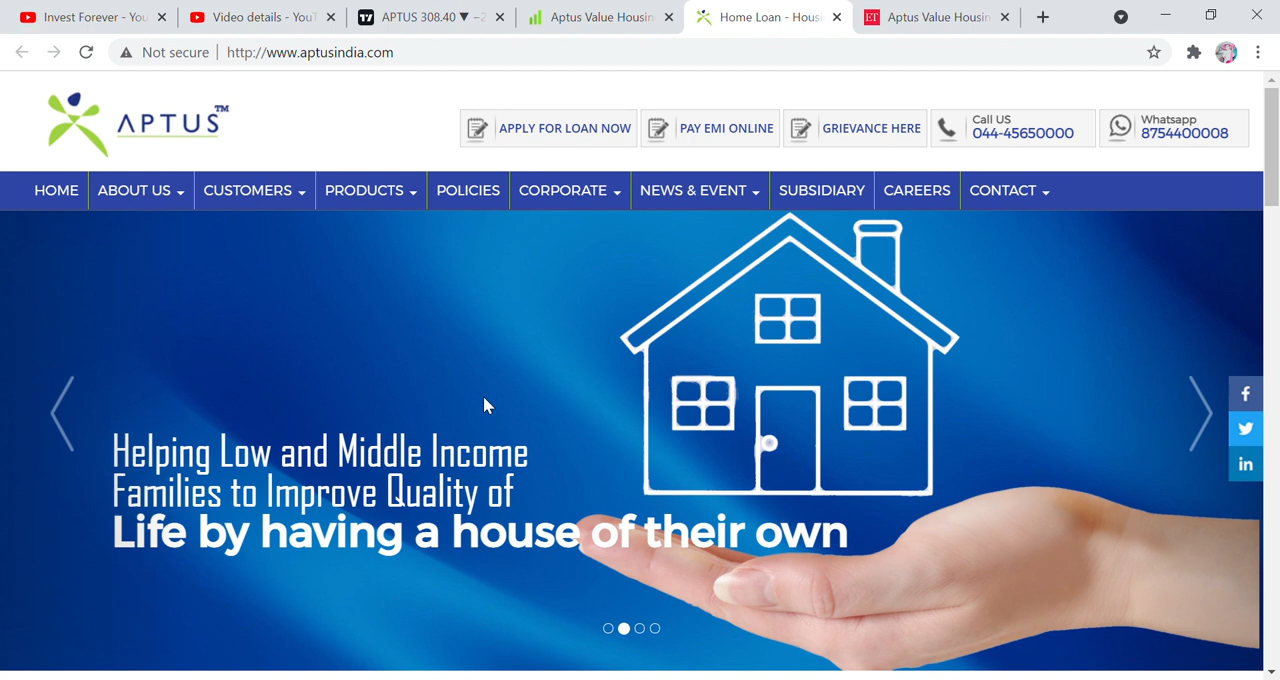 Invest Forever - You
Video details - YouT
APTUS 308.40 ▼ −2
Aptus Value Housin
Home Loan - Housi
ET Aptus Value Housin
Not secure | http://www.aptusindia.com
APTUS™
APPLY FOR LOAN NOW
PAY EMI ONLINE
GRIEVANCE HERE
Call US
044-45650000
Whatsapp
8754400008
HOME ABOUT US CUSTOMERS PRODUCTS POLICIES CORPORATE NEWS & EVENT SUBSIDIARY CAREERS CONTACT
Helping Low and Middle Income
Families to Improve Quality of
Life by having a house of their own